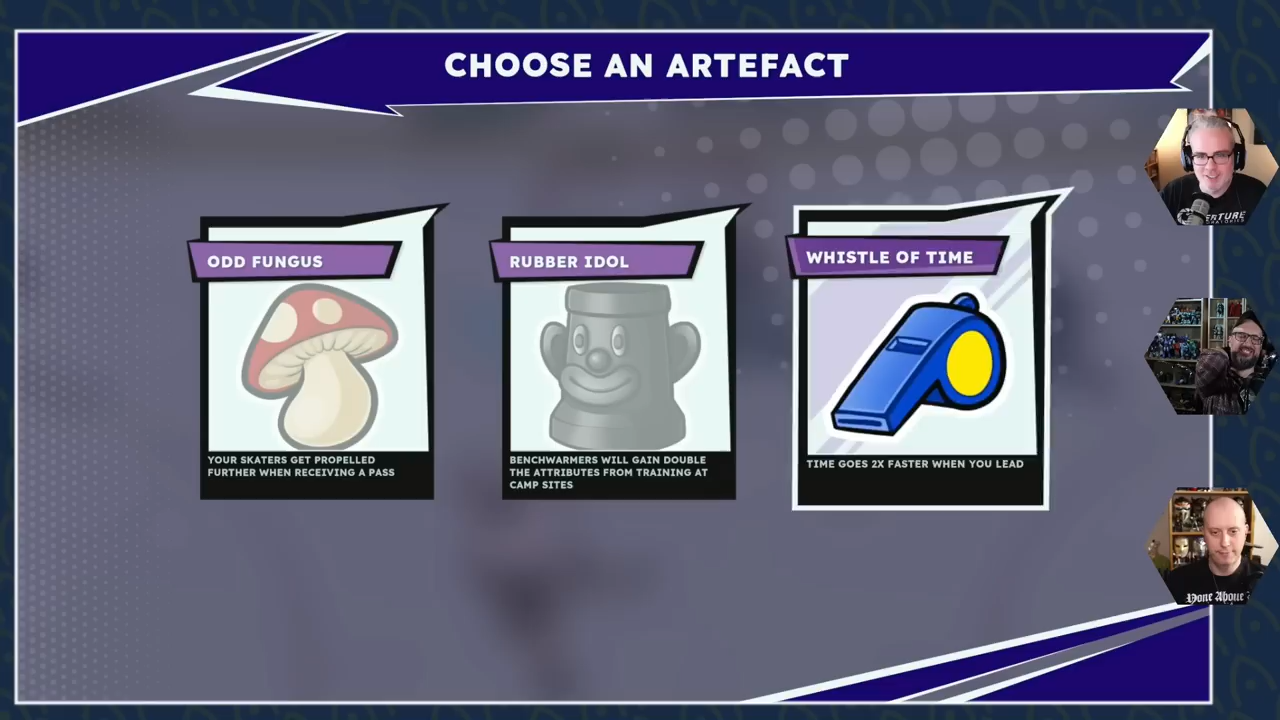 CHOOSE AN ARTEFACT
ODD FUNGUS
YOUR SKATERS GET PROPELLED
FURTHER WHEN RECEIVING A PASS
RUBBER IDOL
BENCHWARMERS WILL GAIN DOUBLE
THE ATTRIBUTES FROM TRAINING AT
CAMP SITES
WHISTLE OF TIME
TIME GOES 2X FASTER WHEN YOU LEAD